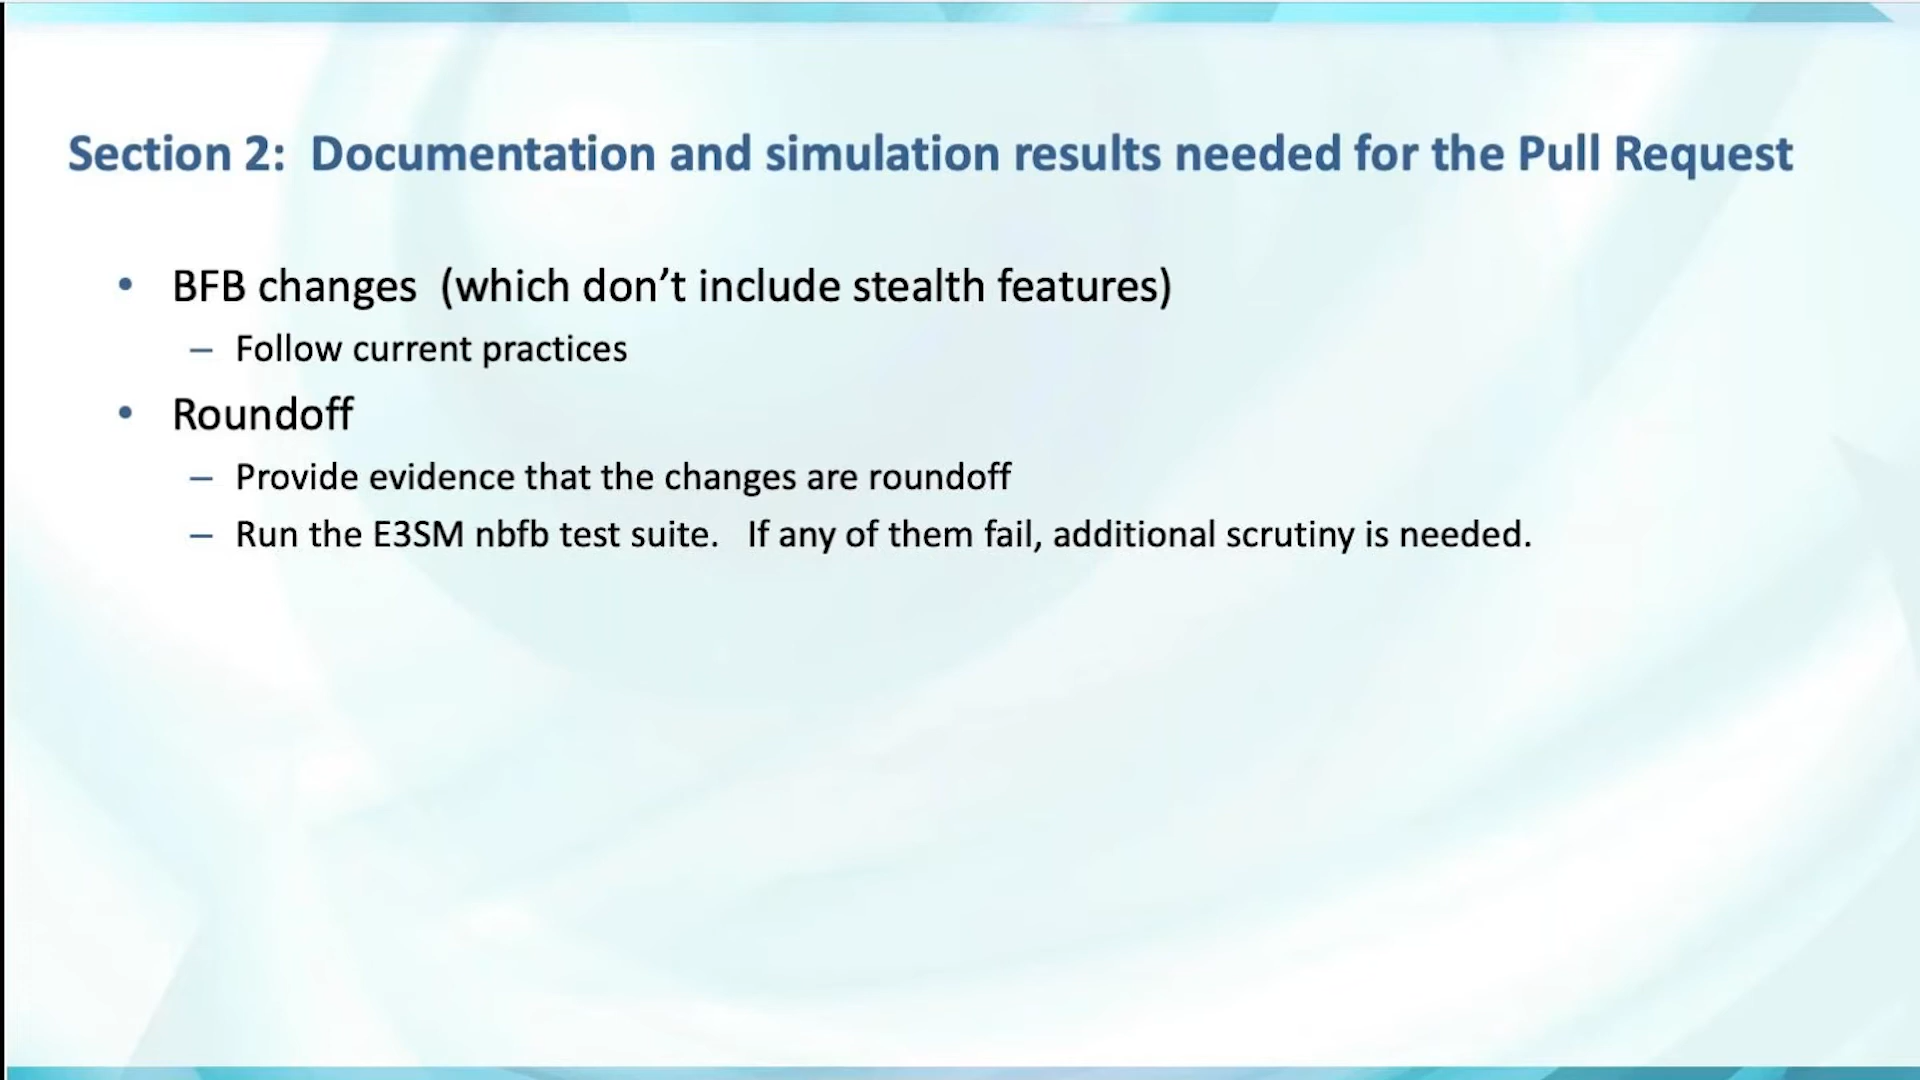 Section 2:  Documentation and simulation results needed for the Pull Request
• BFB changes  (which don’t include stealth features)
– Follow current practices
• Roundoff
– Provide evidence that the changes are roundoff
– Run the E3SM nbfb test suite.   If any of them fail, additional scrutiny is needed.